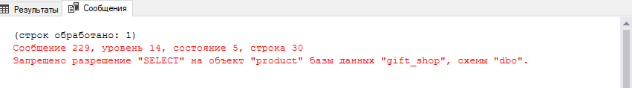 Результаты Сообщения
(строк обработано: 1)
Сообщение 229, уровень 14, состояние 5, строка 30
Запрещено разрешение "SELECT" на объект "product" базы данных "gift_shop", схемы "dbo".